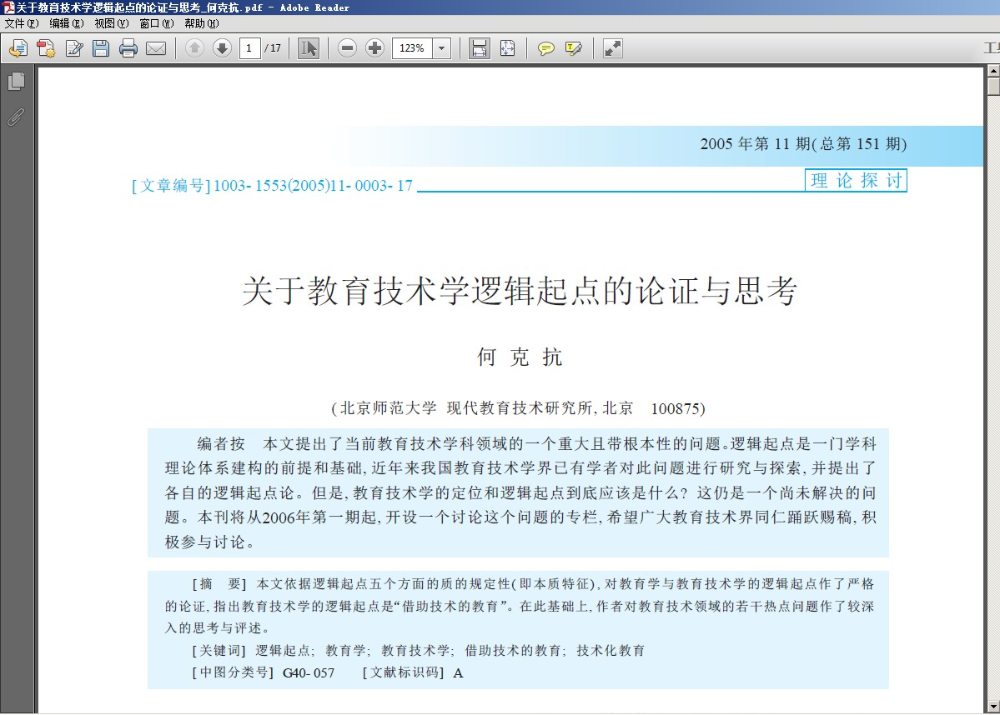 关于教育技术学逻辑起点的论证与思考_何克抗.pdf - Adobe Reader
文件(F) 编辑(E) 视图(V) 窗口(W) 帮助(H)
1 /17 123%
2005 年第 11 期(总第 151 期)
[文章编号]1003-1553(2005)11-0003-17
理论探讨
关于教育技术学逻辑起点的论证与思考
何克抗
(北京师范大学 现代教育技术研究所,北京 100875)
编者按 本文提出了当前教育技术学科领域的一个重大且带根本性的问题。逻辑起点是一门学科
理论体系建构的前提和基础,近年来我国教育技术学界已有学者对此问题进行研究与探索,并提出了
各自的逻辑起点论。但是,教育技术学的定位和逻辑起点到底应该是什么? 这仍是一个尚未解决的问
题。本刊将从2006年第一期起,开设一个讨论这个问题的专栏,希望广大教育技术界同仁踊跃赐稿,积
极参与讨论。
[摘 要] 本文依据逻辑起点五个方面的质的规定性(即本质特征),对教育学与教育技术学的逻辑起点作了严格
的论证,指出教育技术学的逻辑起点是“借助技术的教育”。在此基础上,作者对教育技术领域的若干热点问题作了较深
入的思考与评述。
[关键词] 逻辑起点; 教育学; 教育技术学; 借助技术的教育; 技术化教育
[中图分类号] G40-057 [文献标识码] A